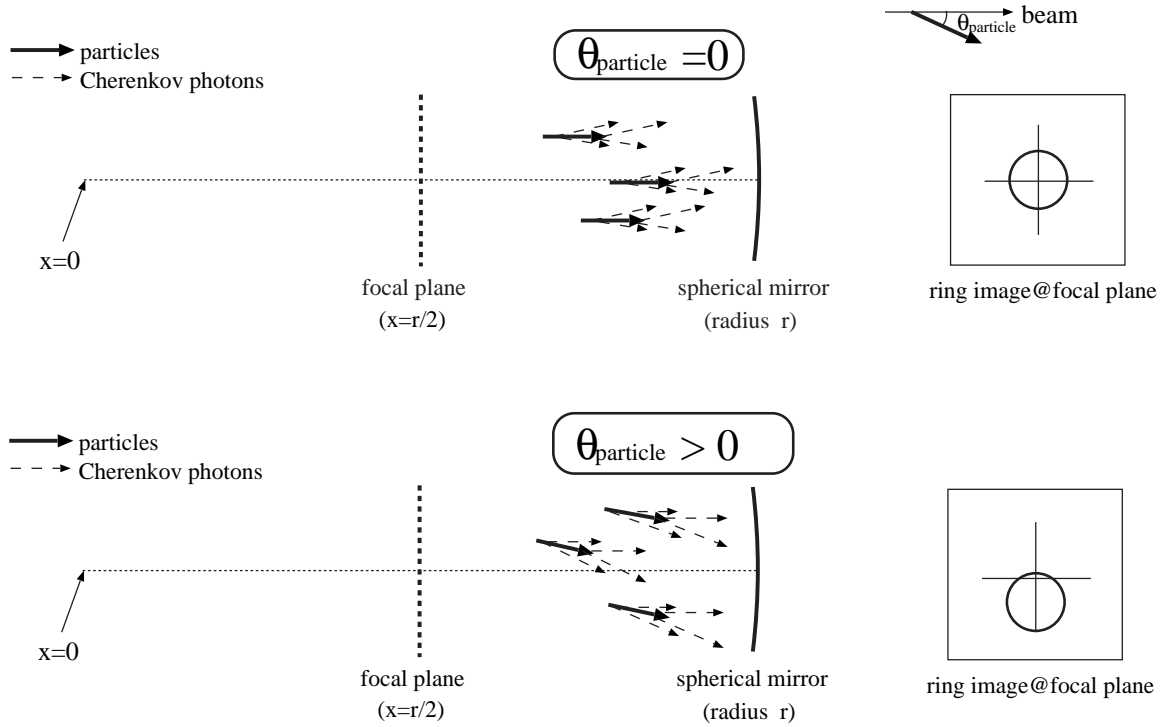 beam
θparticle
particles
Cherenkov photons
θparticle =0
x=0
focal plane
(x=r/2)
spherical mirror
(radius r)
ring image@focal plane
particles
Cherenkov photons
θparticle > 0
x=0
focal plane
(x=r/2)
spherical mirror
(radius r)
ring image@focal plane